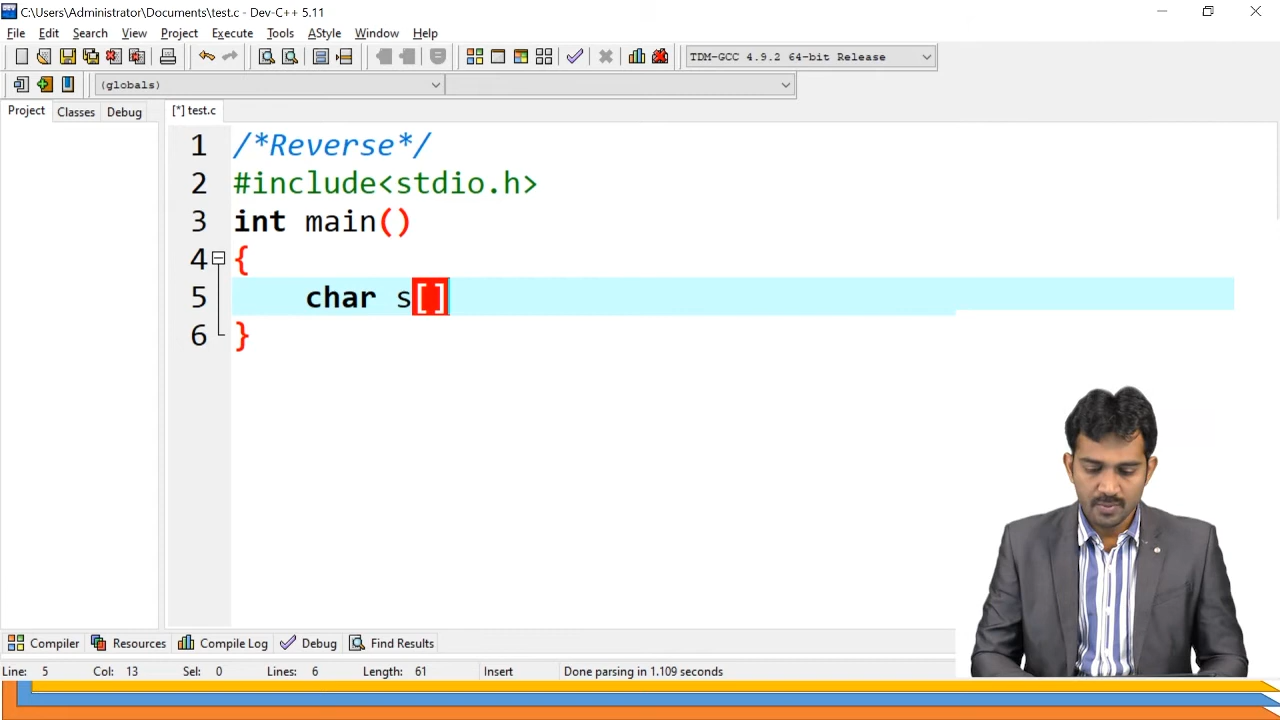 C:\Users\Administrator\Documents\test.c - Dev-C++ 5.11
File Edit Search View Project Execute Tools AStyle Window Help
TDM-GCC 4.9.2 64-bit Release
(globals)
Project Classes Debug [*] test.c
1 /*Reverse*/
2 #include<stdio.h>
3 int main()
4 {
5 char s[]
6 }
Compiler Resources Compile Log Debug Find Results
Line: 5 Col: 13 Sel: 0 Lines: 6 Length: 61 Insert Done parsing in 1.109 seconds